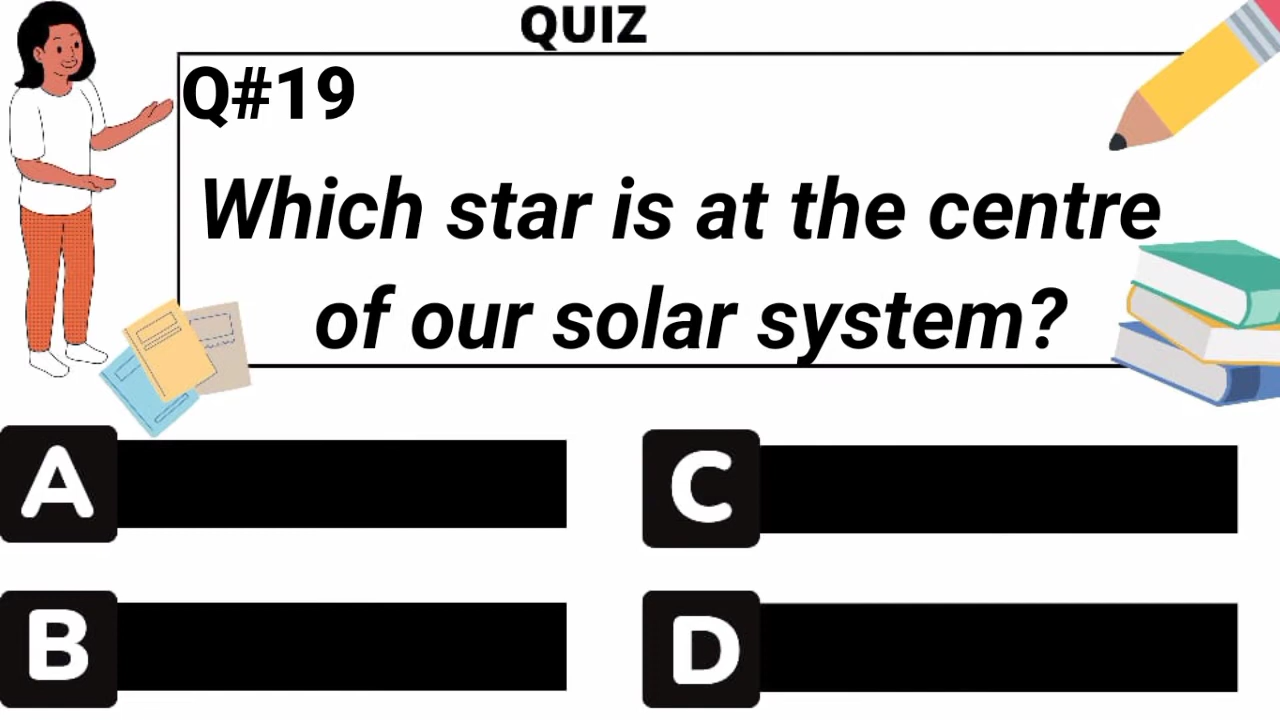 QUIZ
Q#19
Which star is at the centre
of our solar system?
A
C
B
D